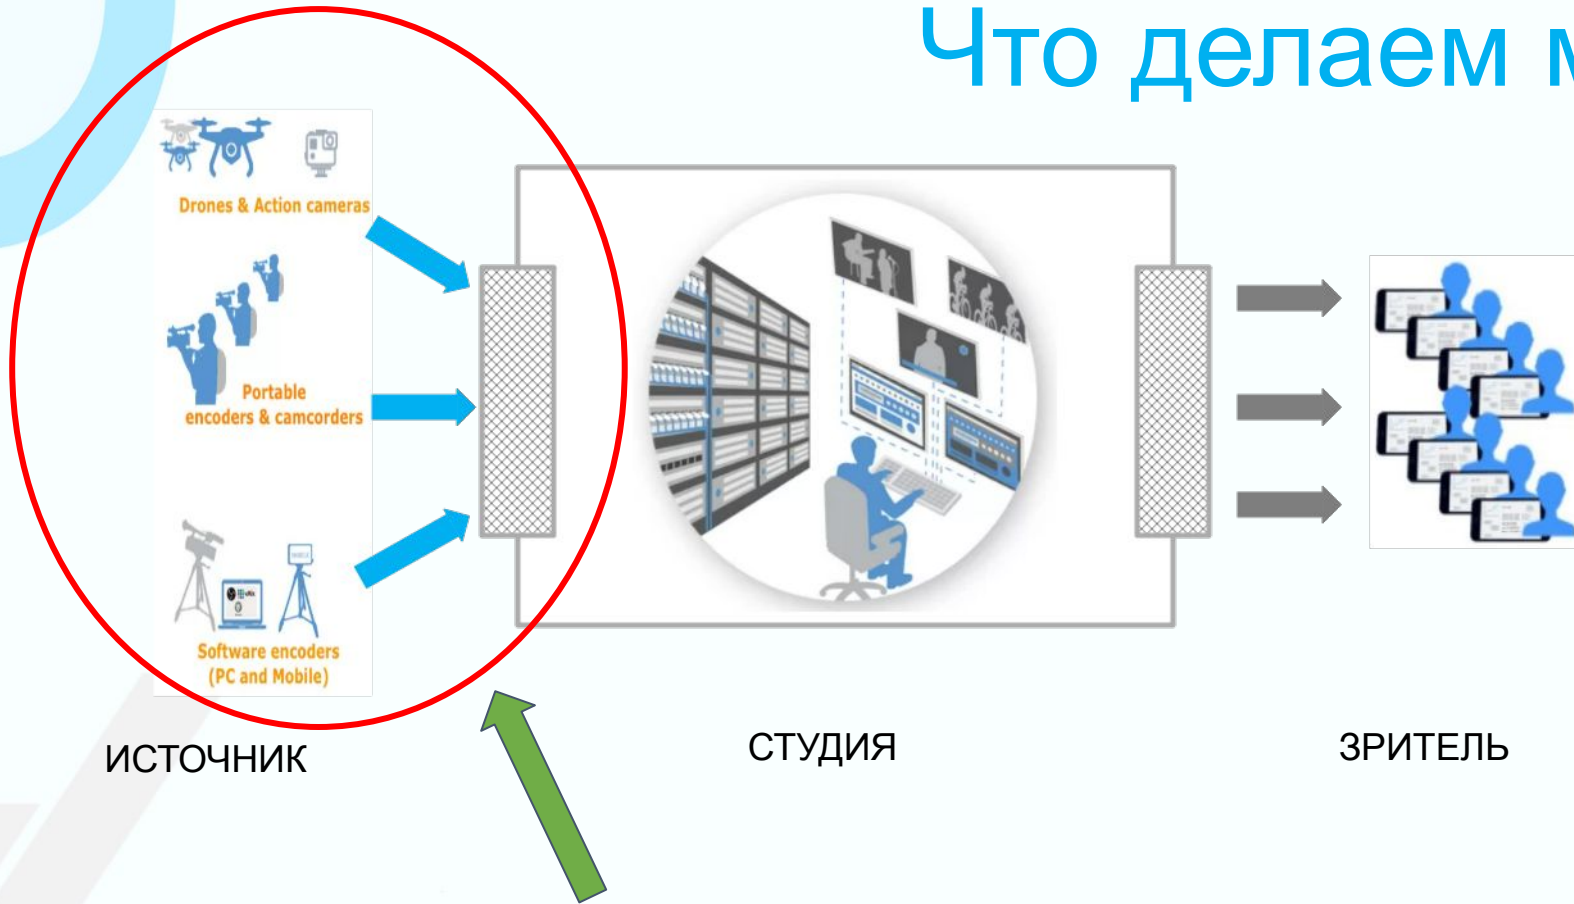 Что делаем м
Drones & Action cameras
Portable
encoders & camcorders
Software encoders
(PC and Mobile)
ИСТОЧНИК
СТУДИЯ
ЗРИТЕЛЬ